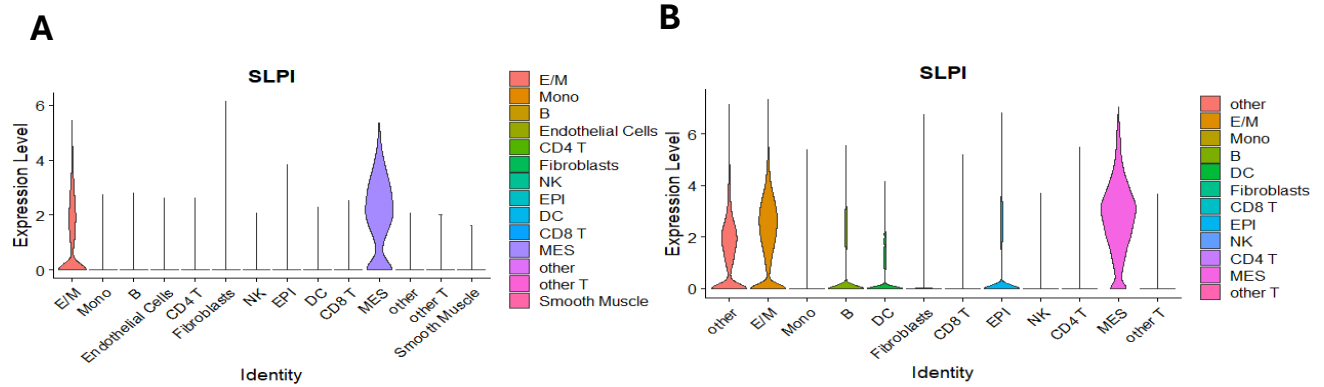 A
SLPI
Expression Level
6
4
2
0
E/M
Mono
B
Endothelial Cells
CD4 T
Fibroblasts
NK
EPI
DC
CD8 T
MES
other
other T
Smooth Muscle
Identity
E/M
Mono
B
Endothelial Cells
CD4 T
Fibroblasts
NK
EPI
DC
CD8 T
MES
other
other T
Smooth Muscle
B
SLPI
Expression Level
6
4
2
0
other
E/M
Mono
B
DC
Fibroblasts
CD8 T
EPI
NK
CD4 T
MES
other T
Identity
other
E/M
Mono
B
DC
Fibroblasts
CD8 T
EPI
NK
CD4 T
MES
other T